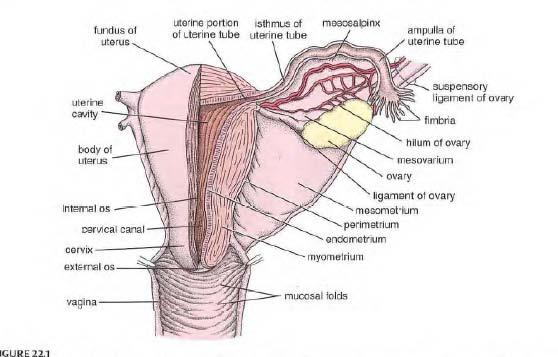 fundus of
uterus
uterine portion
of uterine tube
isthmus of
uterine tube
mesosalpinx
ampulla of
uterine tube
suspensory
ligament of ovary
fimbria
hilum of ovary
mesovarium
ovary
ligament of ovary
mesometrium
perimetrium
endometrium
myometrium
mucosal folds
uterine
cavity
body of
uterus
internal os
cervical canal
cervix
external os
vagina
IGURE 22.1